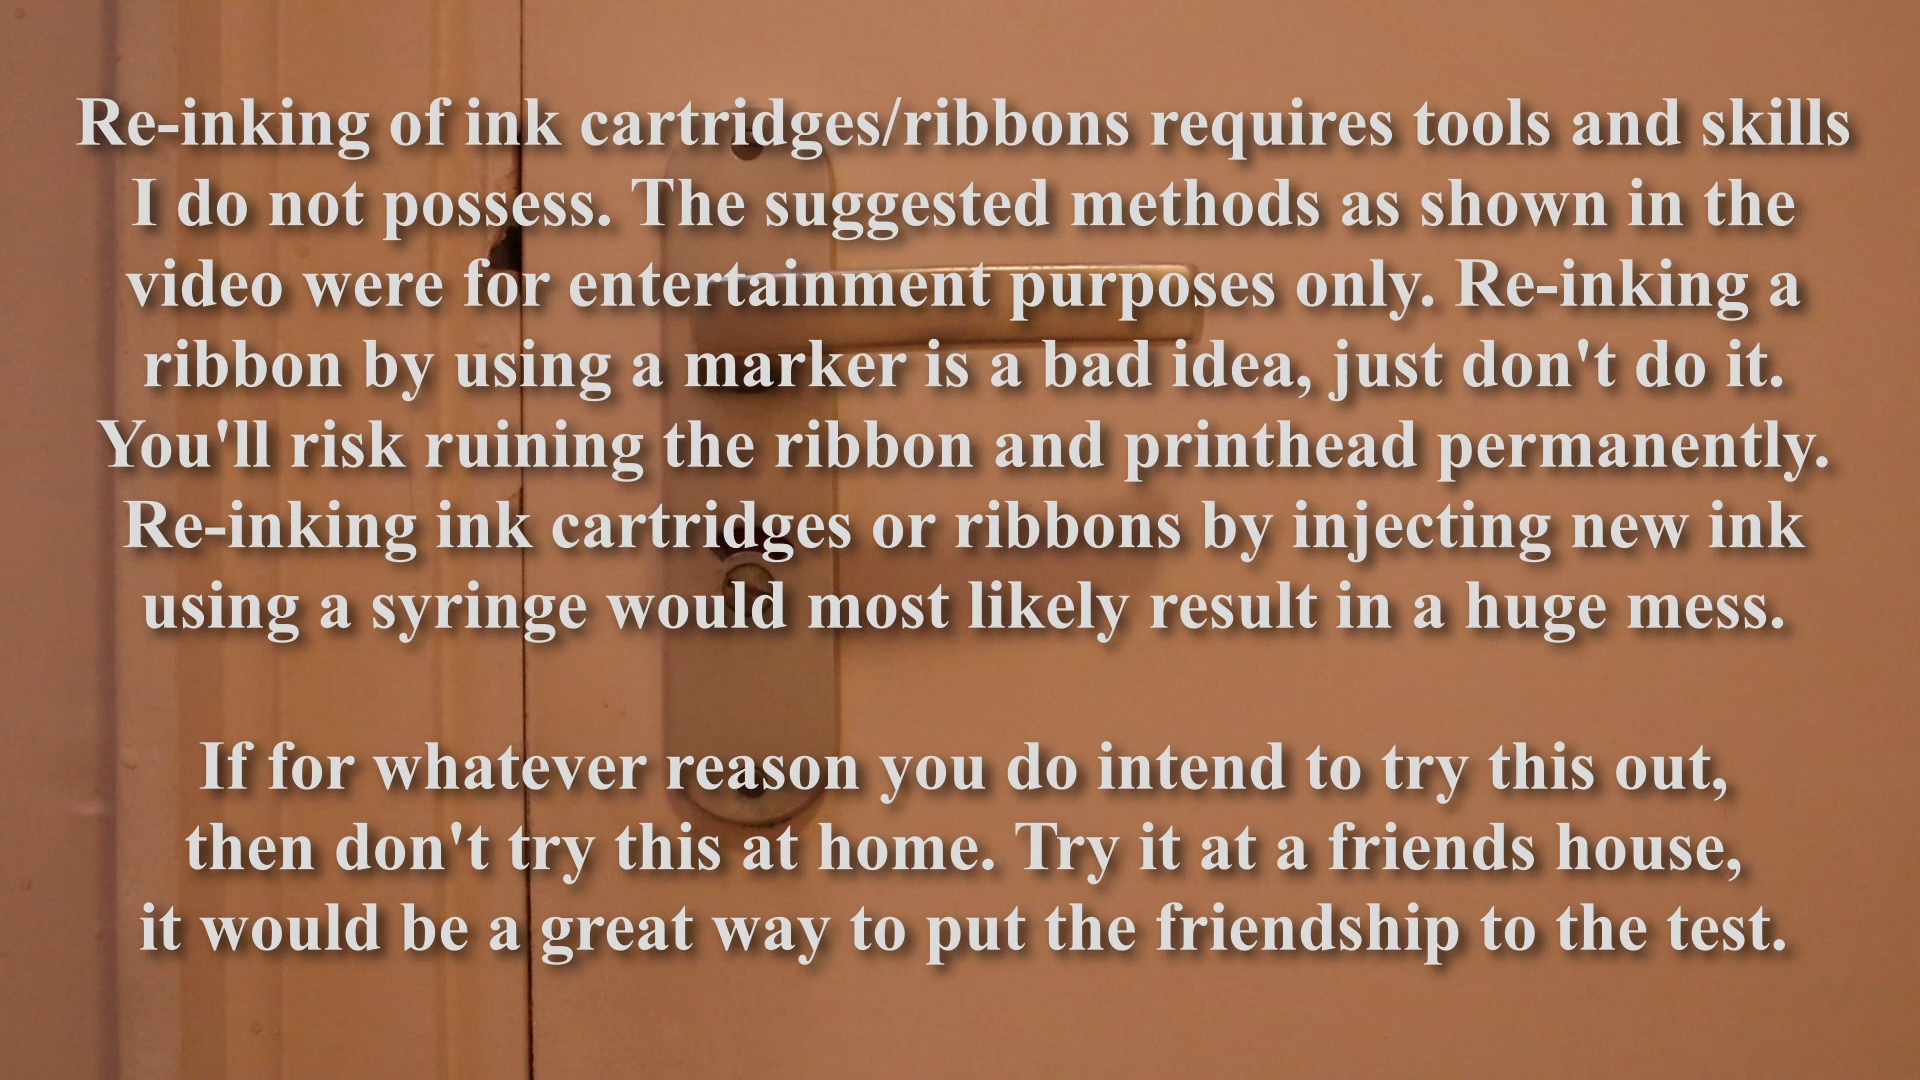 Re-inking of ink cartridges/ribbons requires tools and skills
I do not possess. The suggested methods as shown in the
video were for entertainment purposes only. Re-inking a
ribbon by using a marker is a bad idea, just don't do it.
You'll risk ruining the ribbon and printhead permanently.
Re-inking ink cartridges or ribbons by injecting new ink
using a syringe would most likely result in a huge mess.
If for whatever reason you do intend to try this out,
then don't try this at home. Try it at a friends house,
it would be a great way to put the friendship to the test.